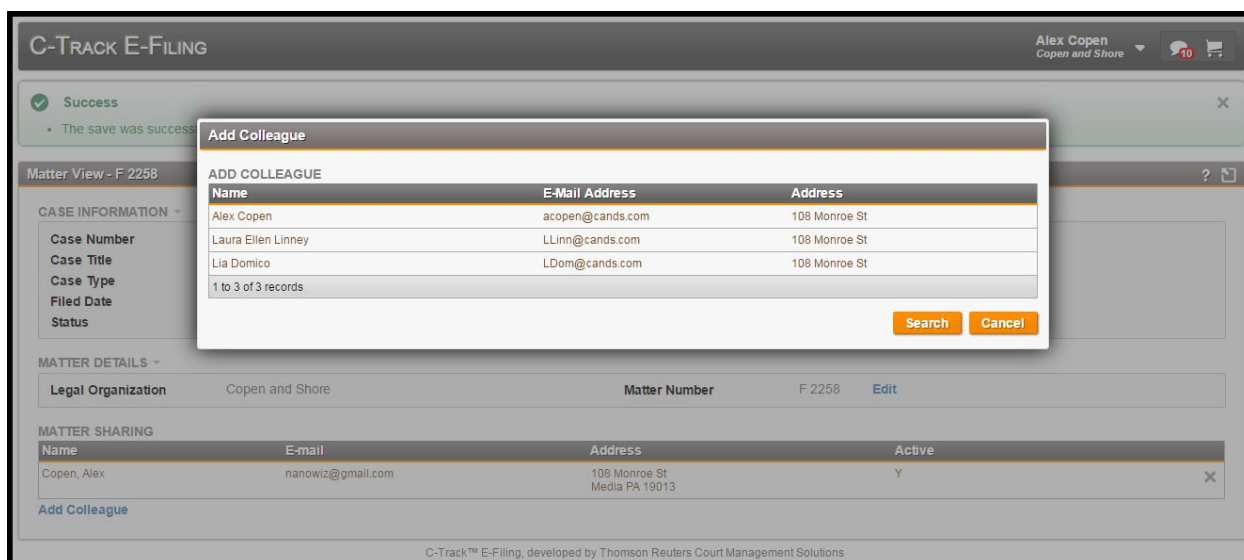 C-TRACK E-FILING
Alex Copen
Copen and Shore
10
Success
• The save was success
Add Colleague
ADD COLLEAGUE
Name E-Mail Address Address
Alex Copen acopen@cands.com 108 Monroe St
Laura Ellen Linney LLinn@cands.com 108 Monroe St
Lia Domico LDom@cands.com 108 Monroe St
1 to 3 of 3 records
Search Cancel
Matter View - F 2258 ?
CASE INFORMATION
Case Number
Case Title
Case Type
Filed Date
Status
MATTER DETAILS
Legal Organization Copen and Shore Matter Number F 2258 Edit
MATTER SHARING
Name E-mail Address Active
Copen, Alex nanowiz@gmail.com 108 Monroe St Y
Media PA 19013
Add Colleague
C-Track™ E-Filing, developed by Thomson Reuters Court Management Solutions